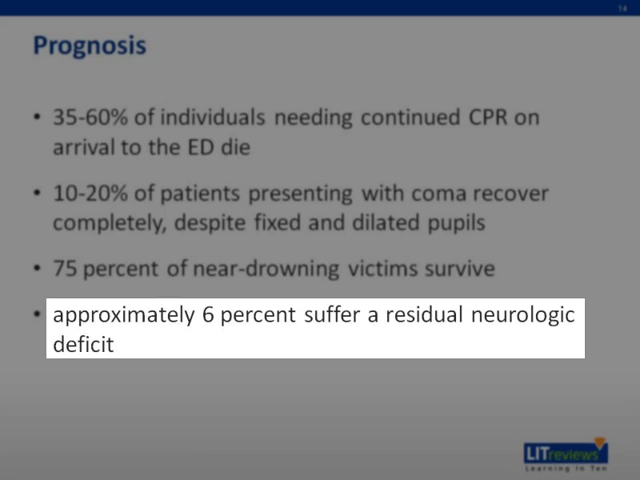 14
Prognosis
• 35-60% of individuals needing continued CPR on
arrival to the ED die
• 10-20% of patients presenting with coma recover
completely, despite fixed and dilated pupils
• 75 percent of near-drowning victims survive
• approximately 6 percent suffer a residual neurologic
deficit
LITreviews
Learning In Ten